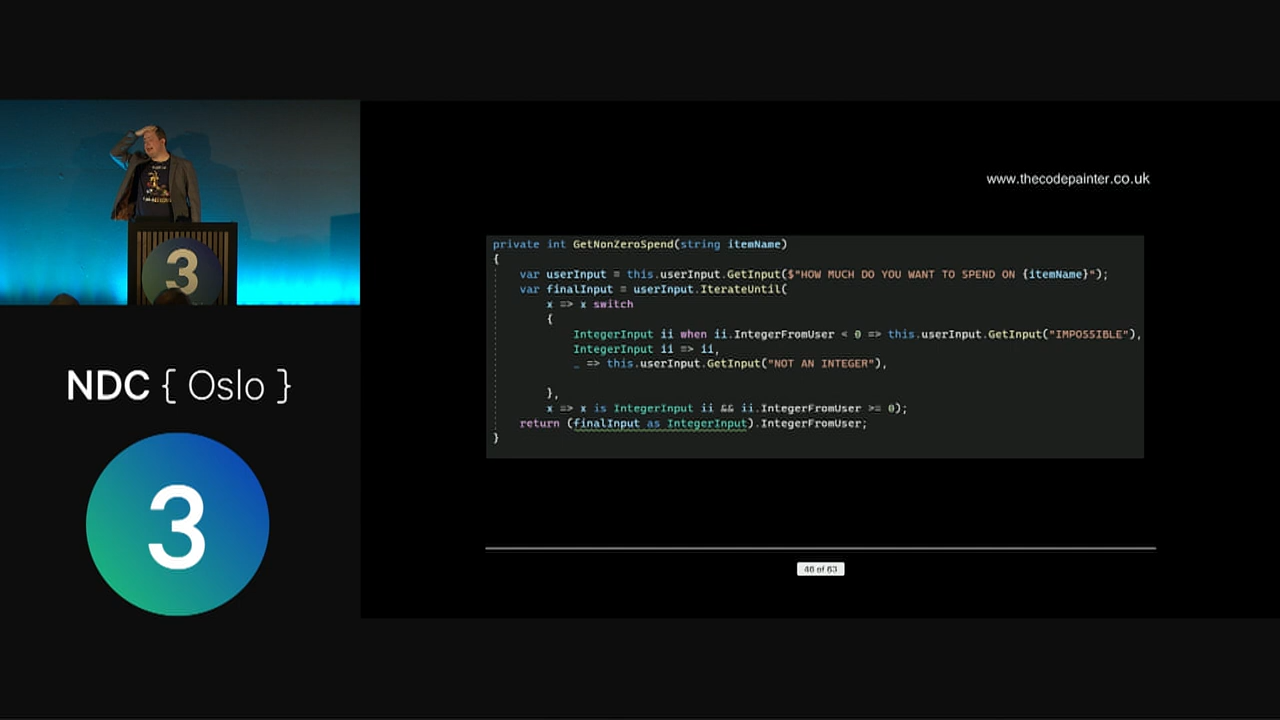 3
NDC { Oslo }
3
www.thecodepainter.co.uk
private int GetNonZeroSpend(string itemName)
{
var userInput = this.userInput.GetInput($"HOW MUCH DO YOU WANT TO SPEND ON {itemName}");
var finalInput = userInput.IterateUntil(
x => x switch
{
IntegerInput ii when ii.IntegerFromUser < 0 => this.userInput.GetInput("IMPOSSIBLE"),
IntegerInput ii => ii,
_ => this.userInput.GetInput("NOT AN INTEGER"),
},
x => x is IntegerInput ii && ii.IntegerFromUser >= 0);
return (finalInput as IntegerInput).IntegerFromUser;
}
46 of 63